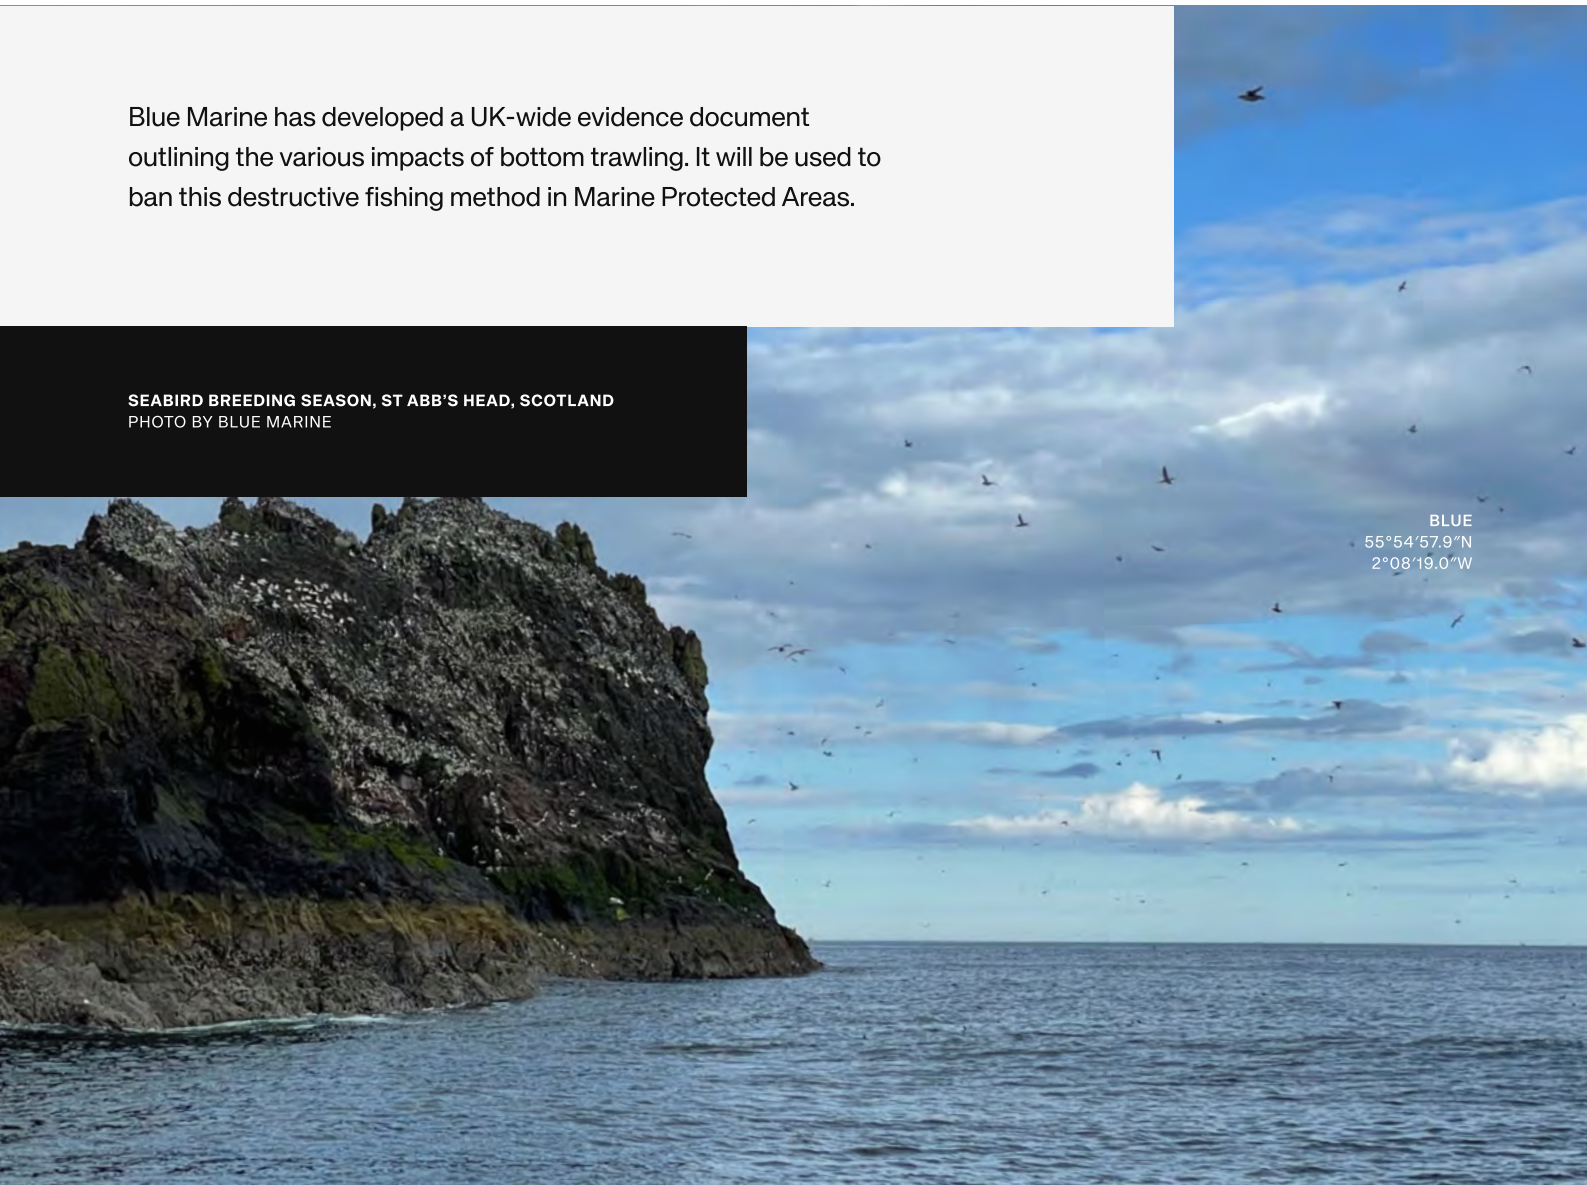 Blue Marine has developed a UK-wide evidence document
outlining the various impacts of bottom trawling. It will be used to
ban this destructive fishing method in Marine Protected Areas.
SEABIRD BREEDING SEASON, ST ABB’S HEAD, SCOTLAND
PHOTO BY BLUE MARINE
BLUE
55°54′57.9″N
2°08′19.0″W